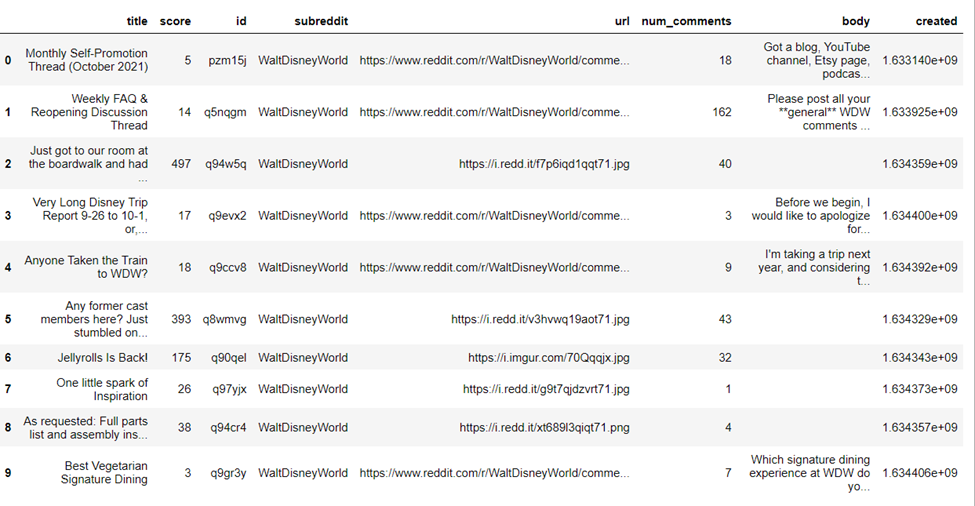 title score id subreddit url num_comments body created
0 Monthly Self-Promotion Thread (October 2021) 5 pzm15j WaltDisneyWorld https://www.reddit.com/r/WaltDisneyWorld/comme... 18 Got a blog, YouTube channel, Etsy page, podcas... 1.633140e+09
1 Weekly FAQ & Reopening Discussion Thread 14 q5nqgm WaltDisneyWorld https://www.reddit.com/r/WaltDisneyWorld/comme... 162 Please post all your **general** WDW comments ... 1.633925e+09
2 Just got to our room at the boardwalk and had ... 497 q94w5q WaltDisneyWorld https://i.redd.it/f7p6iqd1qqt71.jpg 40 1.634359e+09
3 Very Long Disney Trip Report 9-26 to 10-1, or,... 17 q9evx2 WaltDisneyWorld https://www.reddit.com/r/WaltDisneyWorld/comme... 3 Before we begin, I would like to apologize for... 1.634400e+09
4 Anyone Taken the Train to WDW? 18 q9ccv8 WaltDisneyWorld https://www.reddit.com/r/WaltDisneyWorld/comme... 9 I'm taking a trip next year, and considering t... 1.634392e+09
5 Any former cast members here? Just stumbled on... 393 q8wmvg WaltDisneyWorld https://i.redd.it/v3hvwq19aot71.jpg 43 1.634329e+09
6 Jellyrolls Is Back! 175 q90qel WaltDisneyWorld https://i.imgur.com/70Qqqjx.jpg 32 1.634343e+09
7 One little spark of Inspiration 26 q97yjx WaltDisneyWorld https://i.redd.it/g9t7qjdzvrt71.jpg 1 1.634373e+09
8 As requested: Full parts list and assembly ins... 38 q94cr4 WaltDisneyWorld https://i.redd.it/xt689l3qiqt71.png 4 1.634357e+09
9 Best Vegetarian Signature Dining 3 q9gr3y WaltDisneyWorld https://www.reddit.com/r/WaltDisneyWorld/comme... 7 Which signature dining experience at WDW do yo... 1.634406e+09